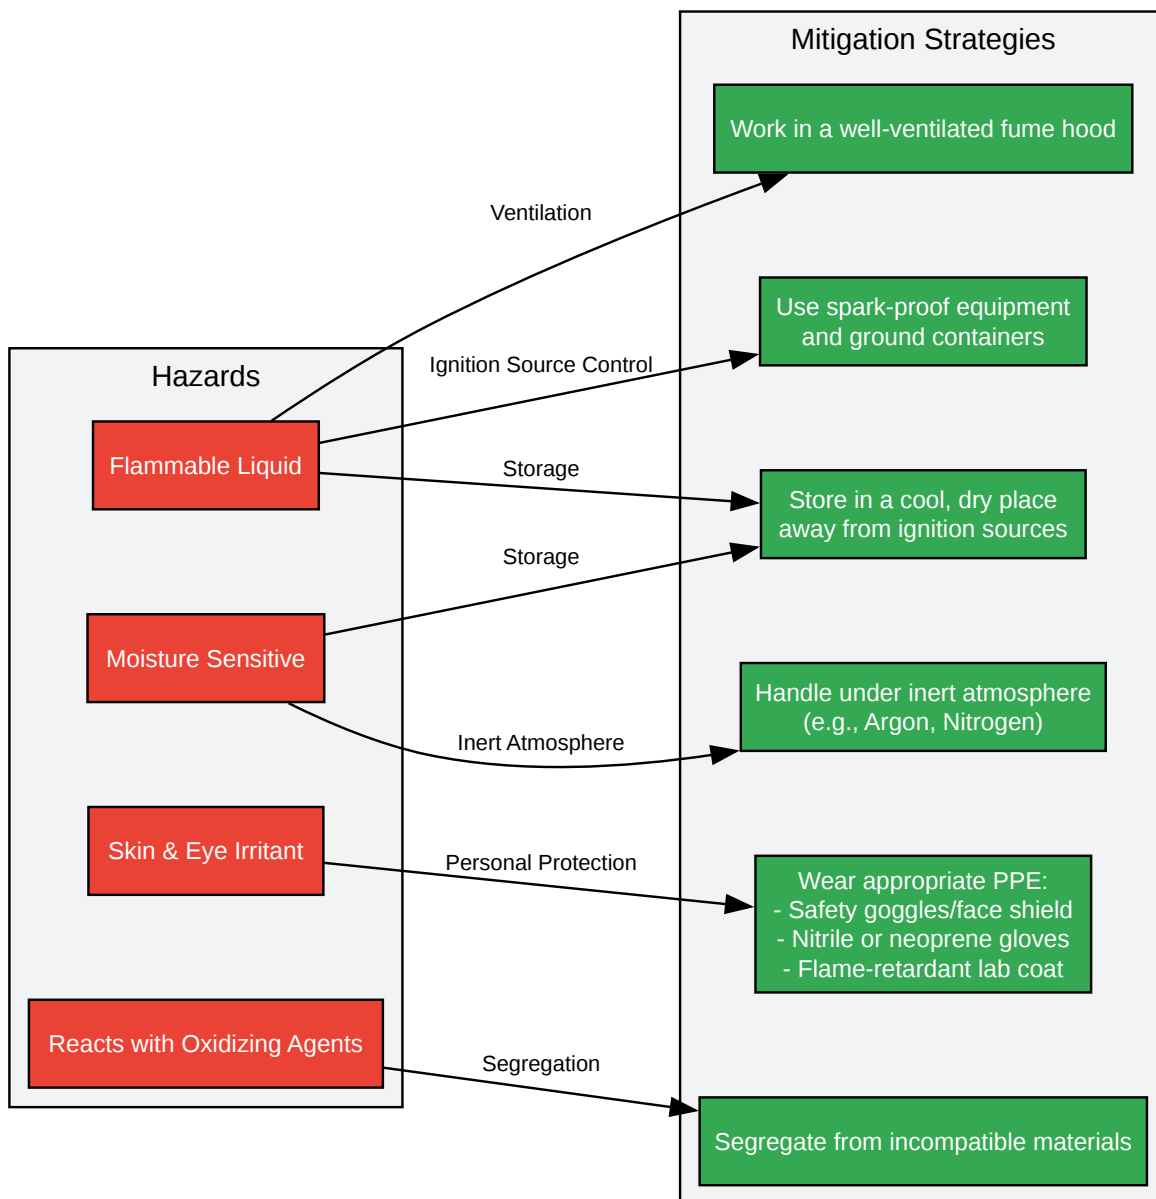 Mitigation Strategies
Work in a well-ventilated fume hood
Ventilation
Use spark-proof equipment
and ground containers
Ignition Source Control
Hazards
Flammable Liquid
Storage
Store in a cool, dry place
away from ignition sources
Storage
Moisture Sensitive
Handle under inert atmosphere
(e.g., Argon, Nitrogen)
Inert Atmosphere
Skin & Eye Irritant
Personal Protection
Wear appropriate PPE:
- Safety goggles/face shield
- Nitrile or neoprene gloves
- Flame-retardant lab coat
Reacts with Oxidizing Agents
Segregation
Segregate from incompatible materials